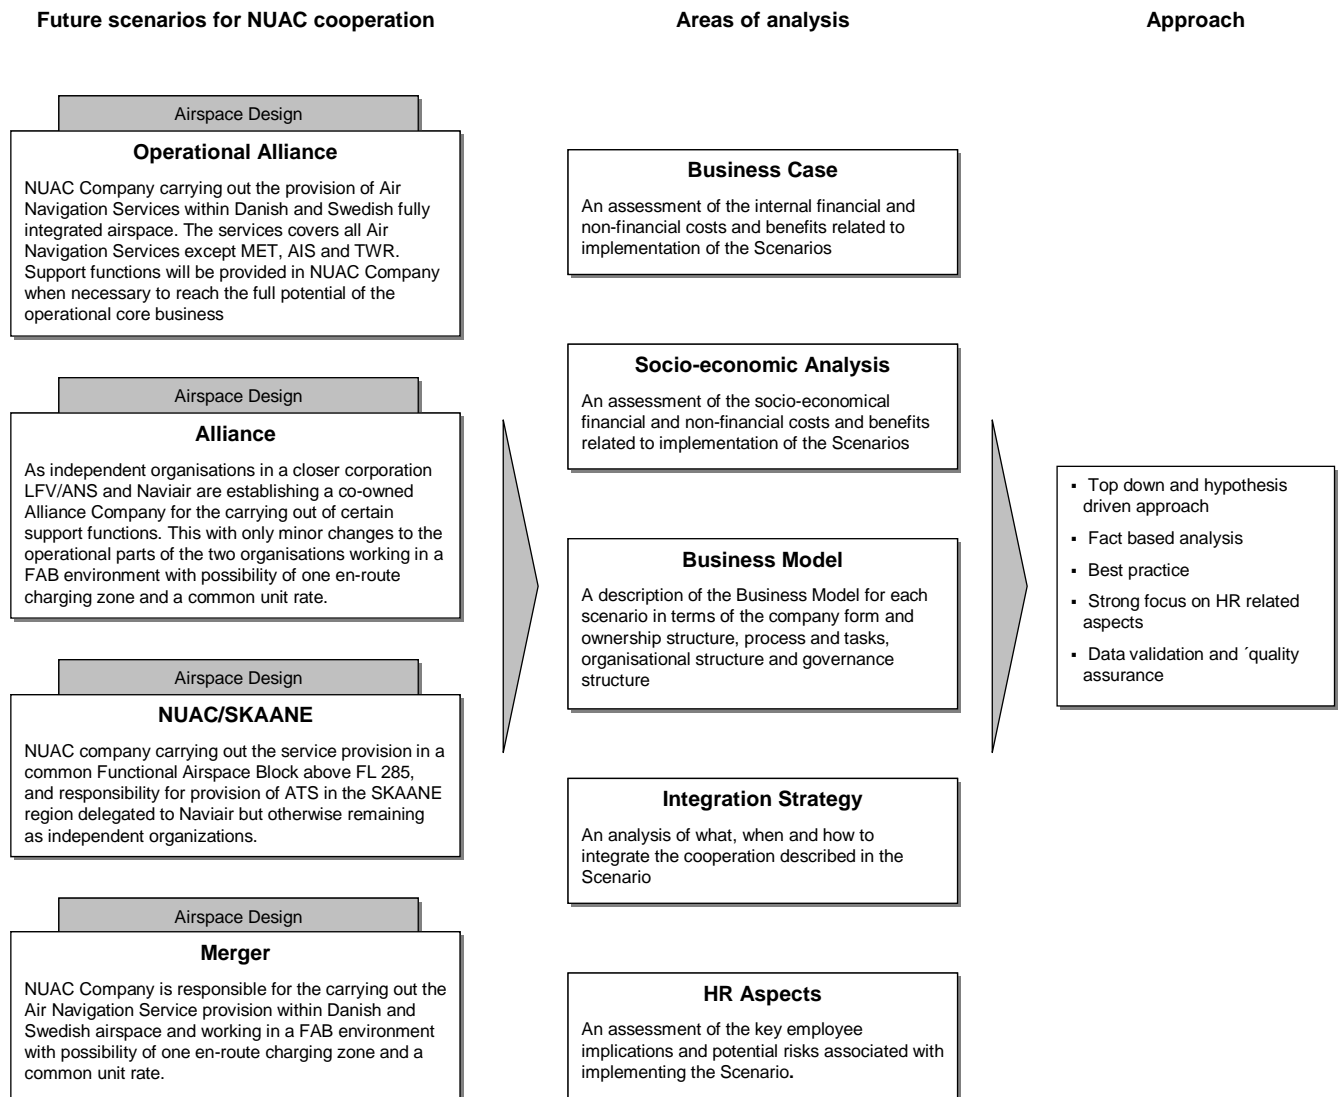 Future scenarios for NUAC cooperation
Areas of analysis
Approach
Airspace Design
Operational Alliance
NUAC Company carrying out the provision of Air
Navigation Services within Danish and Swedish fully
integrated airspace. The services covers all Air
Navigation Services except MET, AIS and TWR.
Support functions will be provided in NUAC Company
when necessary to reach the full potential of the
operational core business
Airspace Design
Alliance
As independent organisations in a closer corporation
LFV/ANS and Naviair are establishing a co-owned
Alliance Company for the carrying out of certain
support functions. This with only minor changes to the
operational parts of the two organisations working in a
FAB environment with possibility of one en-route
charging zone and a common unit rate.
Airspace Design
NUAC/SKAANE
NUAC company carrying out the service provision in a
common Functional Airspace Block above FL 285,
and responsibility for provision of ATS in the SKAANE
region delegated to Naviair but otherwise remaining
as independent organizations.
Airspace Design
Merger
NUAC Company is responsible for the carrying out the
Air Navigation Service provision within Danish and
Swedish airspace and working in a FAB environment
with possibility of one en-route charging zone and a
common unit rate.
Business Case
An assessment of the internal financial and
non-financial costs and benefits related to
implementation of the Scenarios
Socio-economic Analysis
An assessment of the socio-economical
financial and non-financial costs and benefits
related to implementation of the Scenarios
Business Model
A description of the Business Model for each
scenario in terms of the company form and
ownership structure, process and tasks,
organisational structure and governance
structure
Integration Strategy
An analysis of what, when and how to
integrate the cooperation described in the
Scenario
HR Aspects
An assessment of the key employee
implications and potential risks associated with
implementing the Scenario.
▪ Top down and hypothesis
driven approach
▪ Fact based analysis
▪ Best practice
▪ Strong focus on HR related
aspects
▪ Data validation and ´quality
assurance